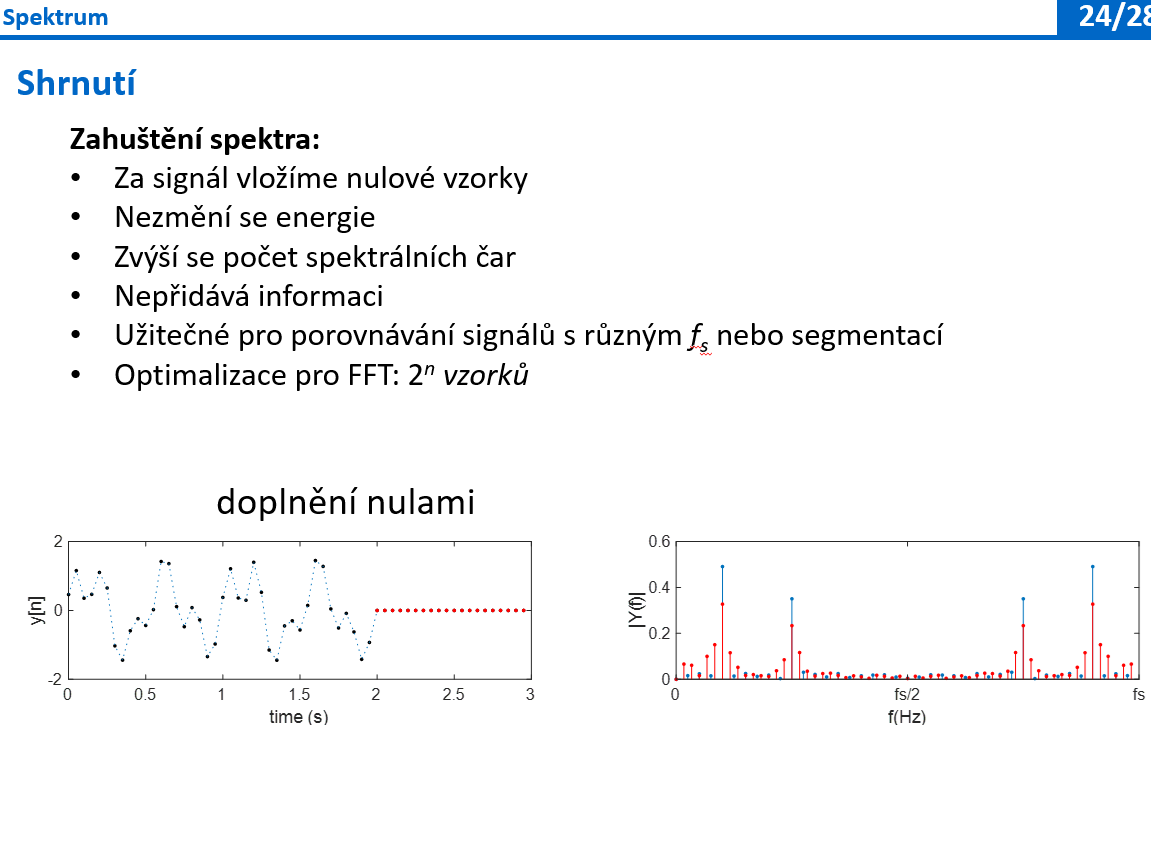 Spektrum
24/28
Shrnutí
Zahuštění spektra:
• Za signál vložíme nulové vzorky
• Nezmění se energie
• Zvýší se počet spektrálních čar
• Nepřidává informaci
• Užitečné pro porovnávání signálů s různým fs nebo segmentací
• Optimalizace pro FFT: 2ⁿ vzorků
doplnění nulami
2
0
-2
y[n]
0 0.5 1 1.5 2 2.5 3
time (s)
0.6
0.4
0.2
0
|Y(f)|
0 fs/2 fs
f(Hz)